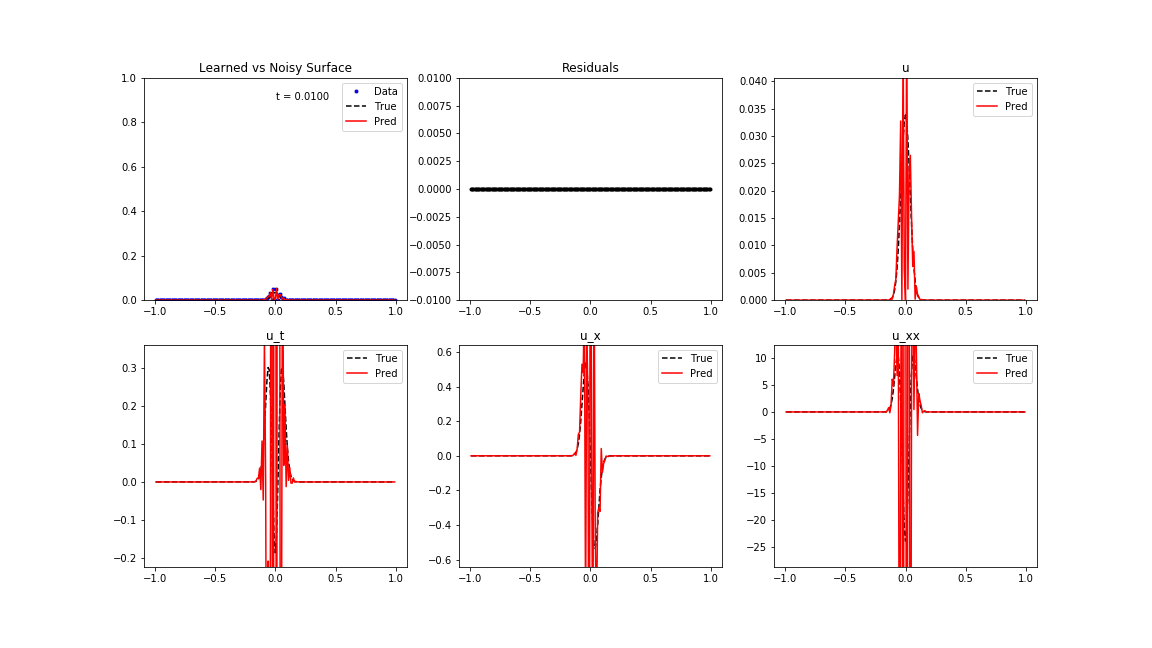 Learned vs Noisy Surface
t = 0.0100
Data
True
Pred
1.0
0.8
0.6
0.4
0.2
0.0
−1.0 −0.5 0.0 0.5 1.0
Residuals
0.0100
0.0075
0.0050
0.0025
0.0000
−0.0025
−0.0050
−0.0075
−0.0100
−1.0 −0.5 0.0 0.5 1.0
u
True
Pred
0.040
0.035
0.030
0.025
0.020
0.015
0.010
0.005
0.000
−1.0 −0.5 0.0 0.5 1.0
u_t
True
Pred
0.3
0.2
0.1
0.0
−0.1
−0.2
−1.0 −0.5 0.0 0.5 1.0
u_x
True
Pred
0.6
0.4
0.2
0.0
−0.2
−0.4
−0.6
−1.0 −0.5 0.0 0.5 1.0
u_xx
True
Pred
10
5
0
−5
−10
−15
−20
−25
−1.0 −0.5 0.0 0.5 1.0